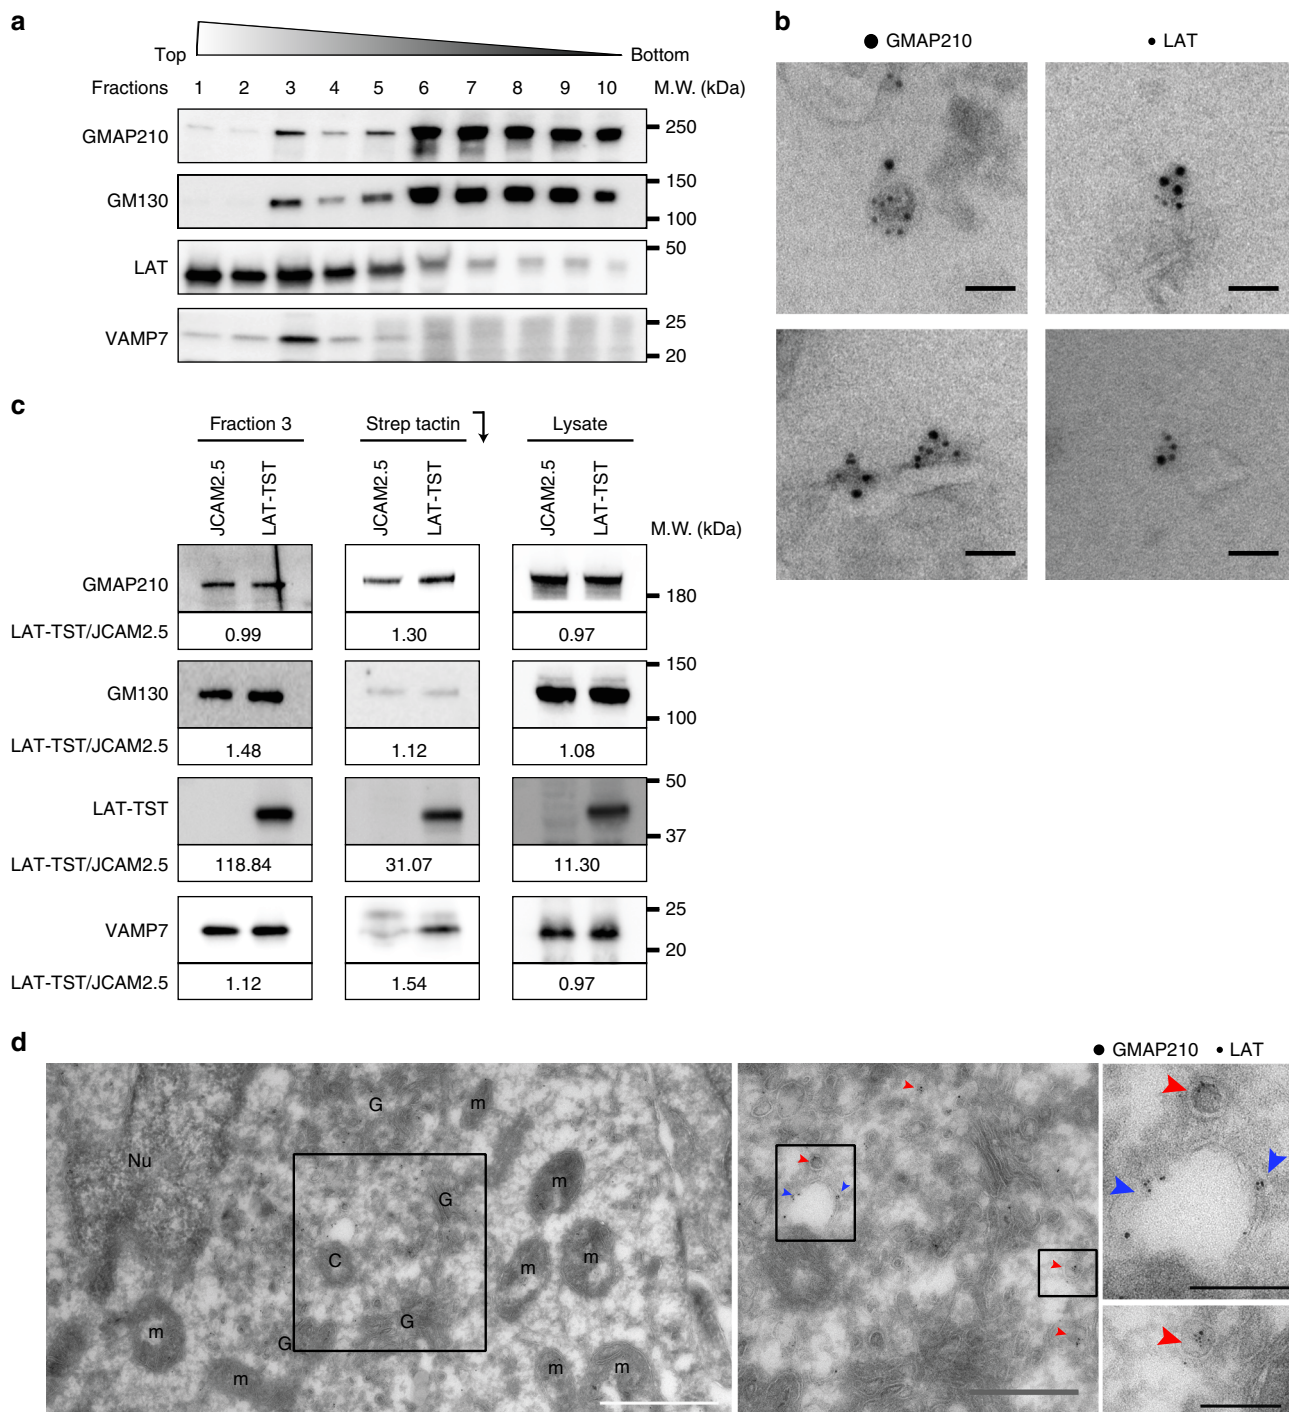 a
Top
Bottom
Fractions 1 2 3 4 5 6 7 8 9 10 M.W. (kDa)
GMAP210
250
GM130
150
100
LAT
50
VAMP7
25
20
b
GMAP210
LAT
c
Fraction 3
Strep tactin
Lysate
JCAM2.5
LAT-TST
JCAM2.5
LAT-TST
JCAM2.5
LAT-TST
M.W. (kDa)
GMAP210
180
LAT-TST/JCAM2.5 0.99 1.30 0.97
GM130
150
100
LAT-TST/JCAM2.5 1.48 1.12 1.08
LAT-TST
50
37
LAT-TST/JCAM2.5 118.84 31.07 11.30
VAMP7
25
20
LAT-TST/JCAM2.5 1.12 1.54 0.97
d
GMAP210 LAT
G
m
Nu
m
G
C
m
m
G
m
G
m
m
m